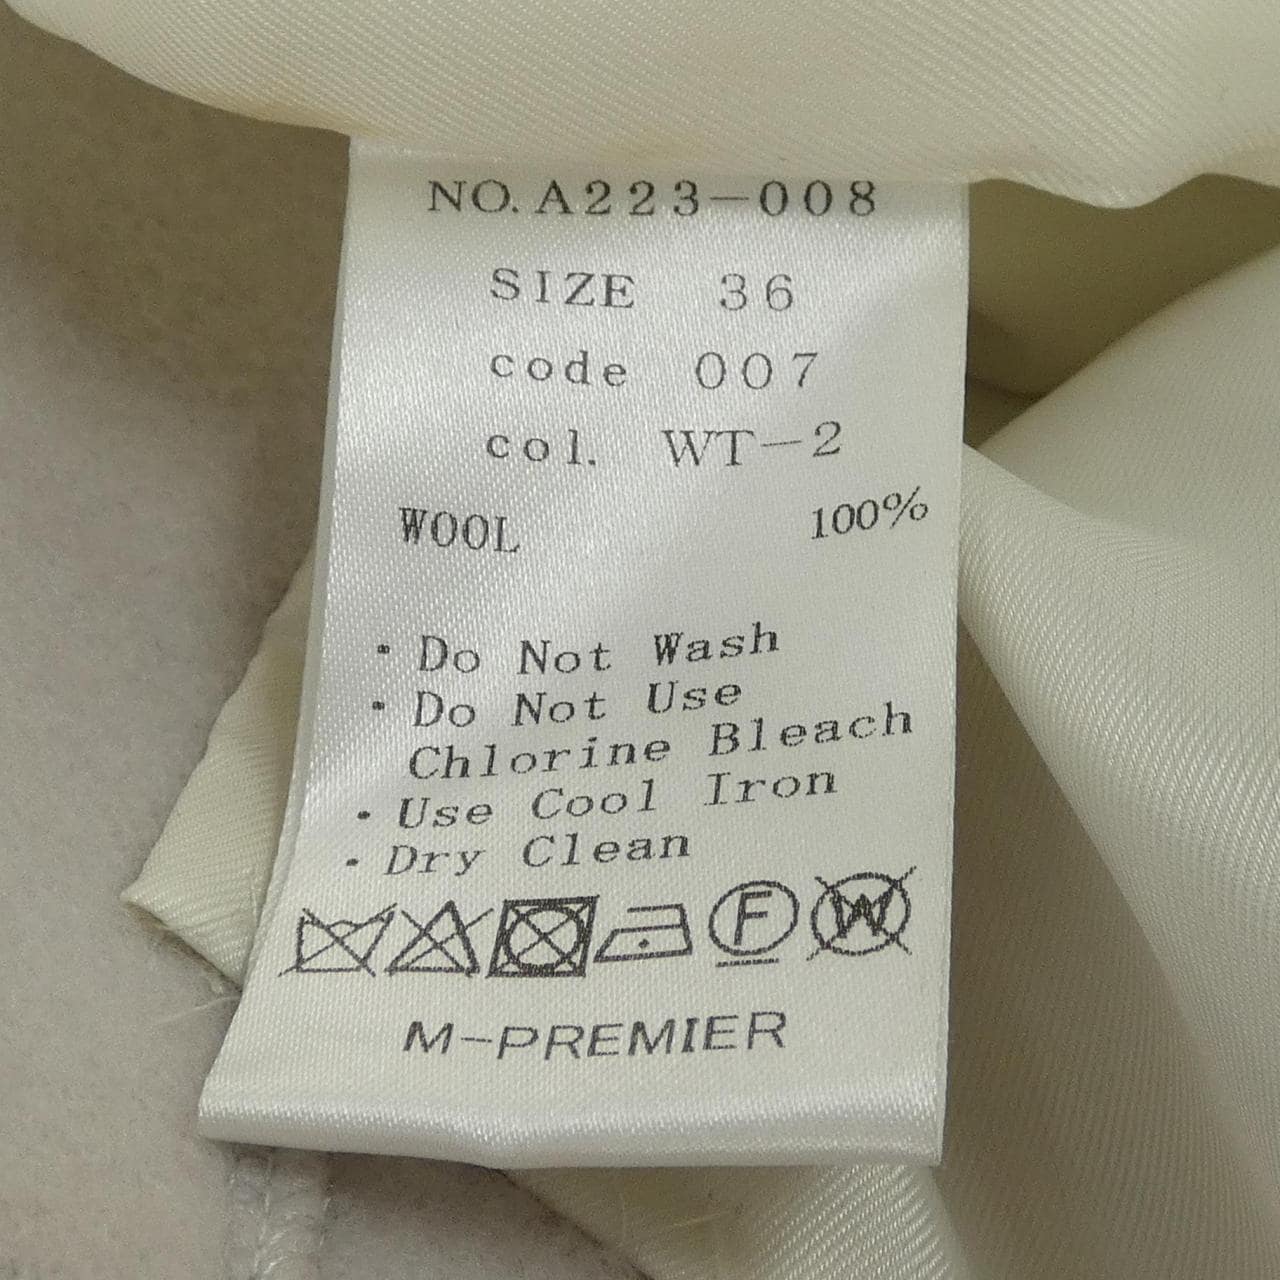 NO. A223-008
SIZE 36
code 007
col. WT-2
WOOL 100%
・Do Not Wash
・Do Not Use
Chlorine Bleach
・Use Cool Iron
・Dry Clean
F W
M-PREMIER